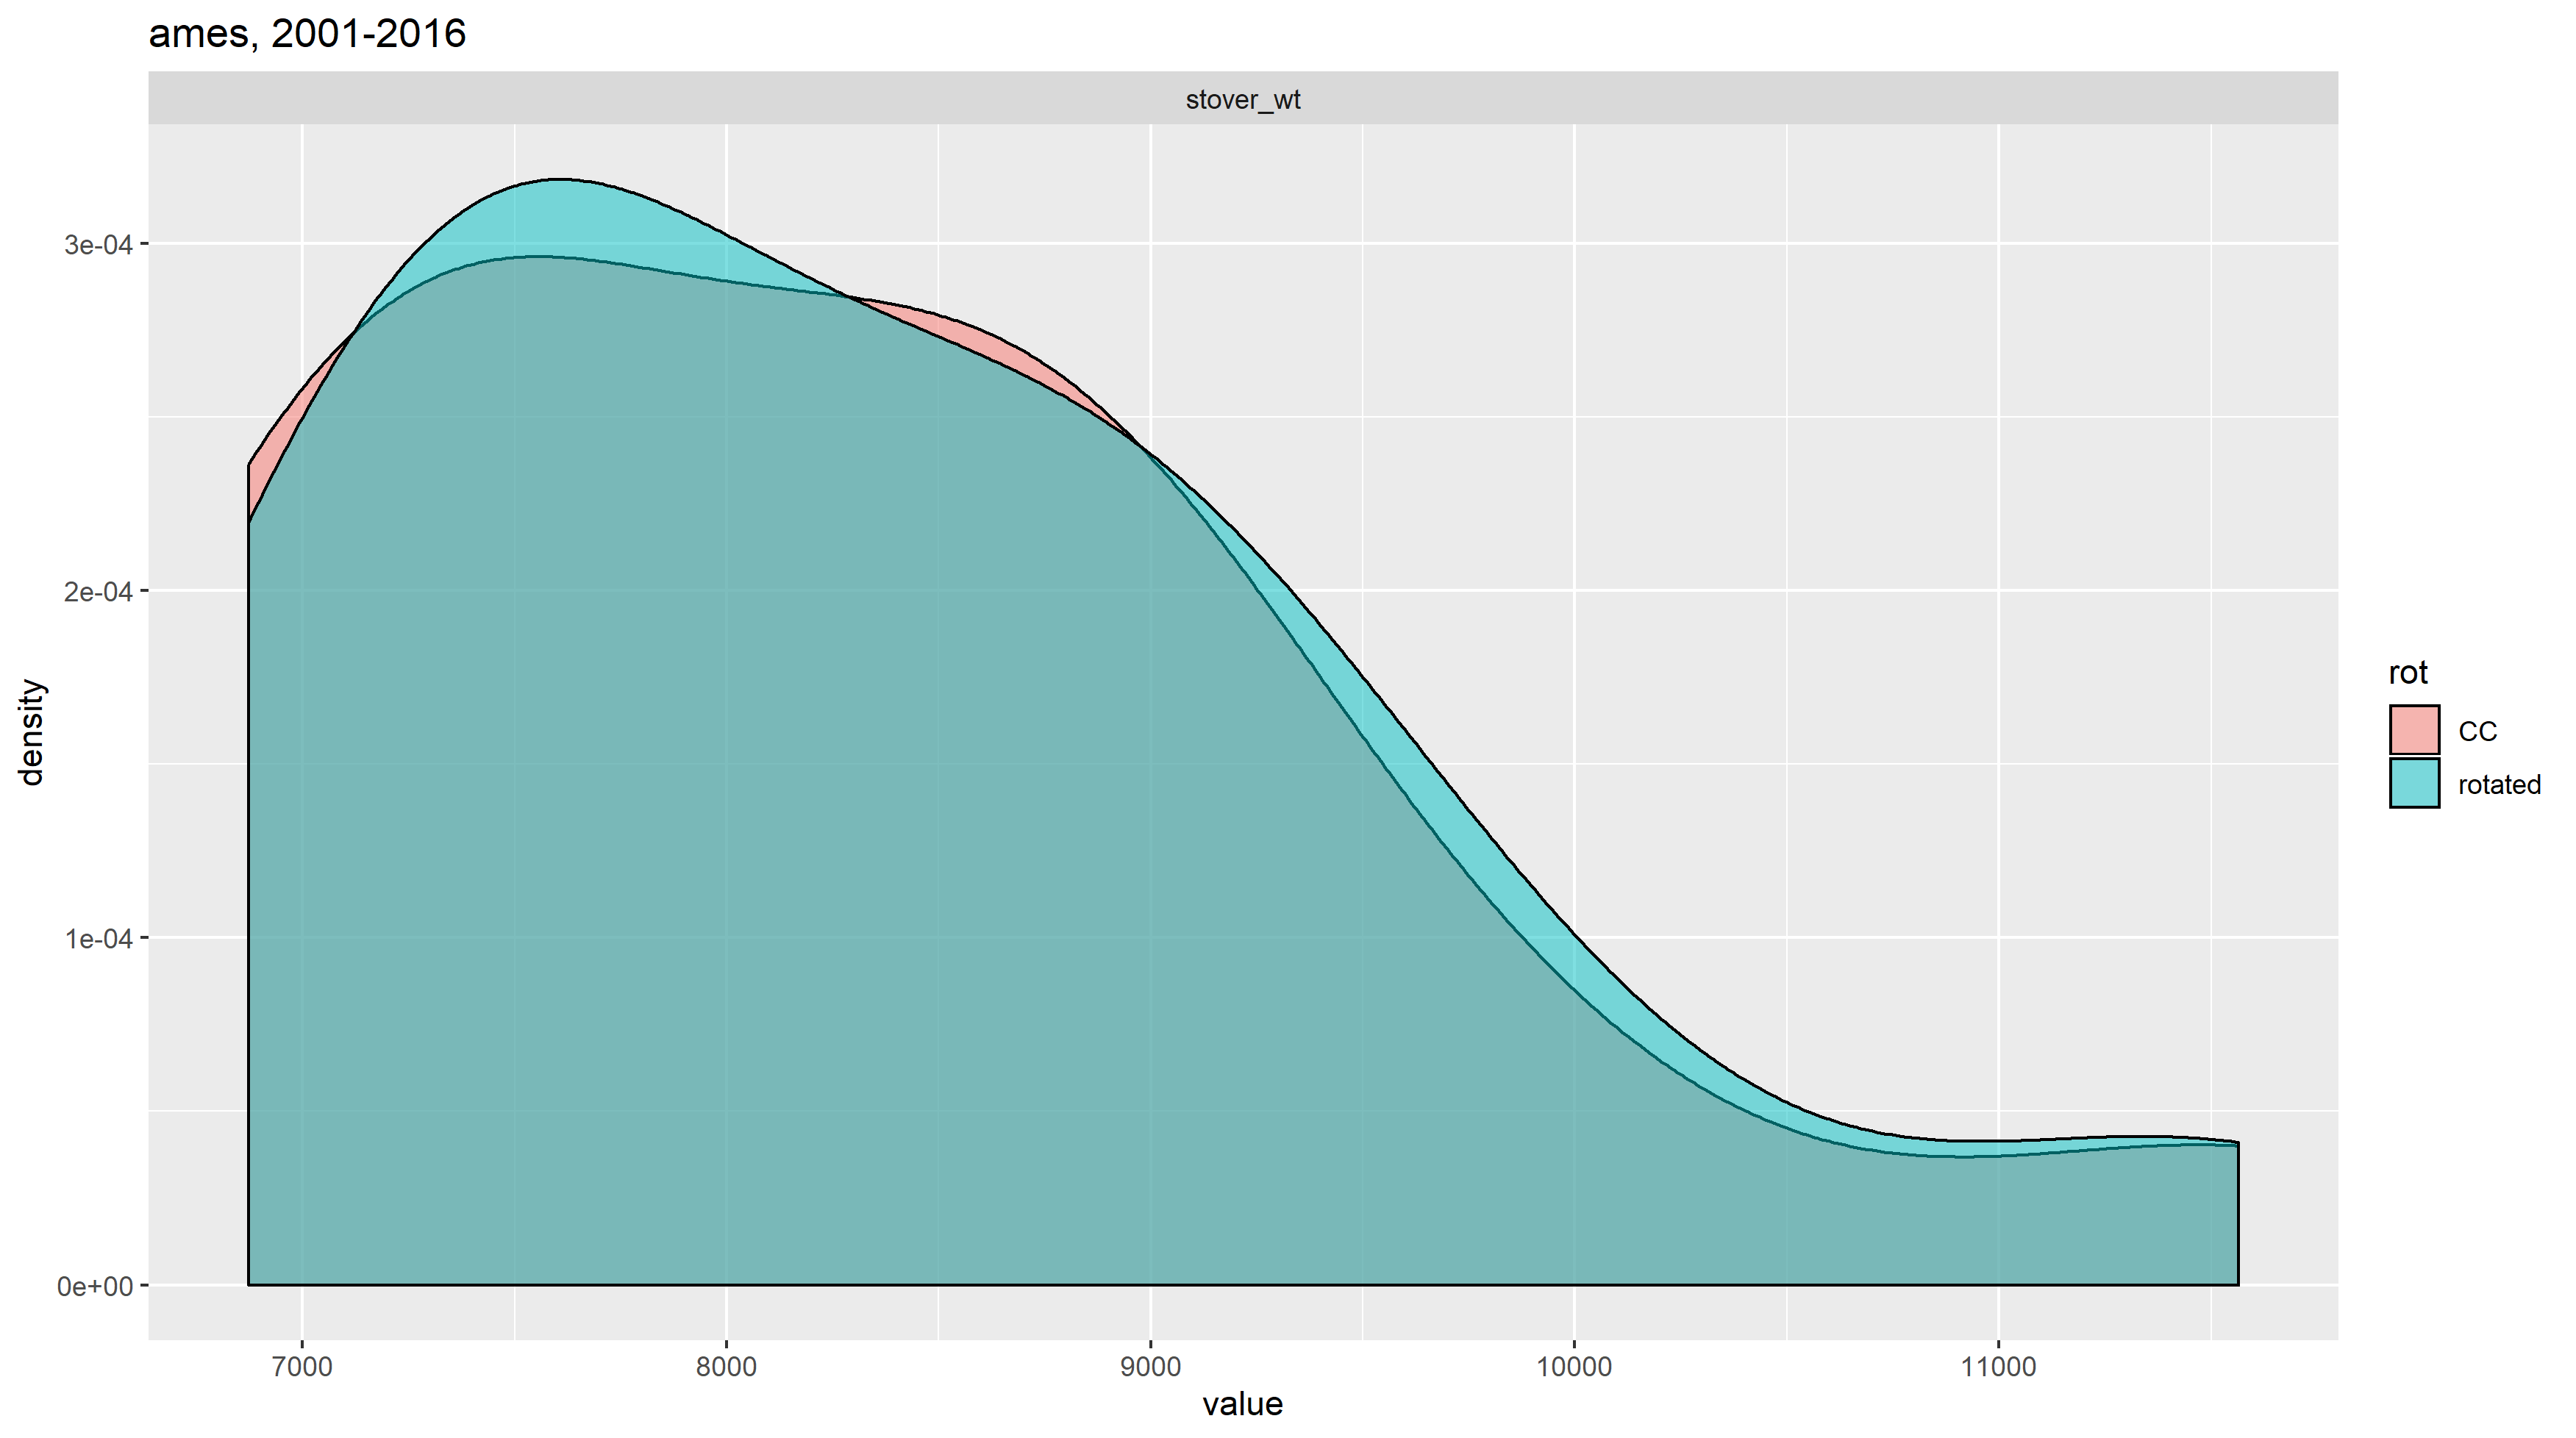 ames, 2001-2016
stover_wt
3e-04
2e-04
1e-04
0e+00
density
7000 8000 9000 10000 11000
value
rot
CC
rotated